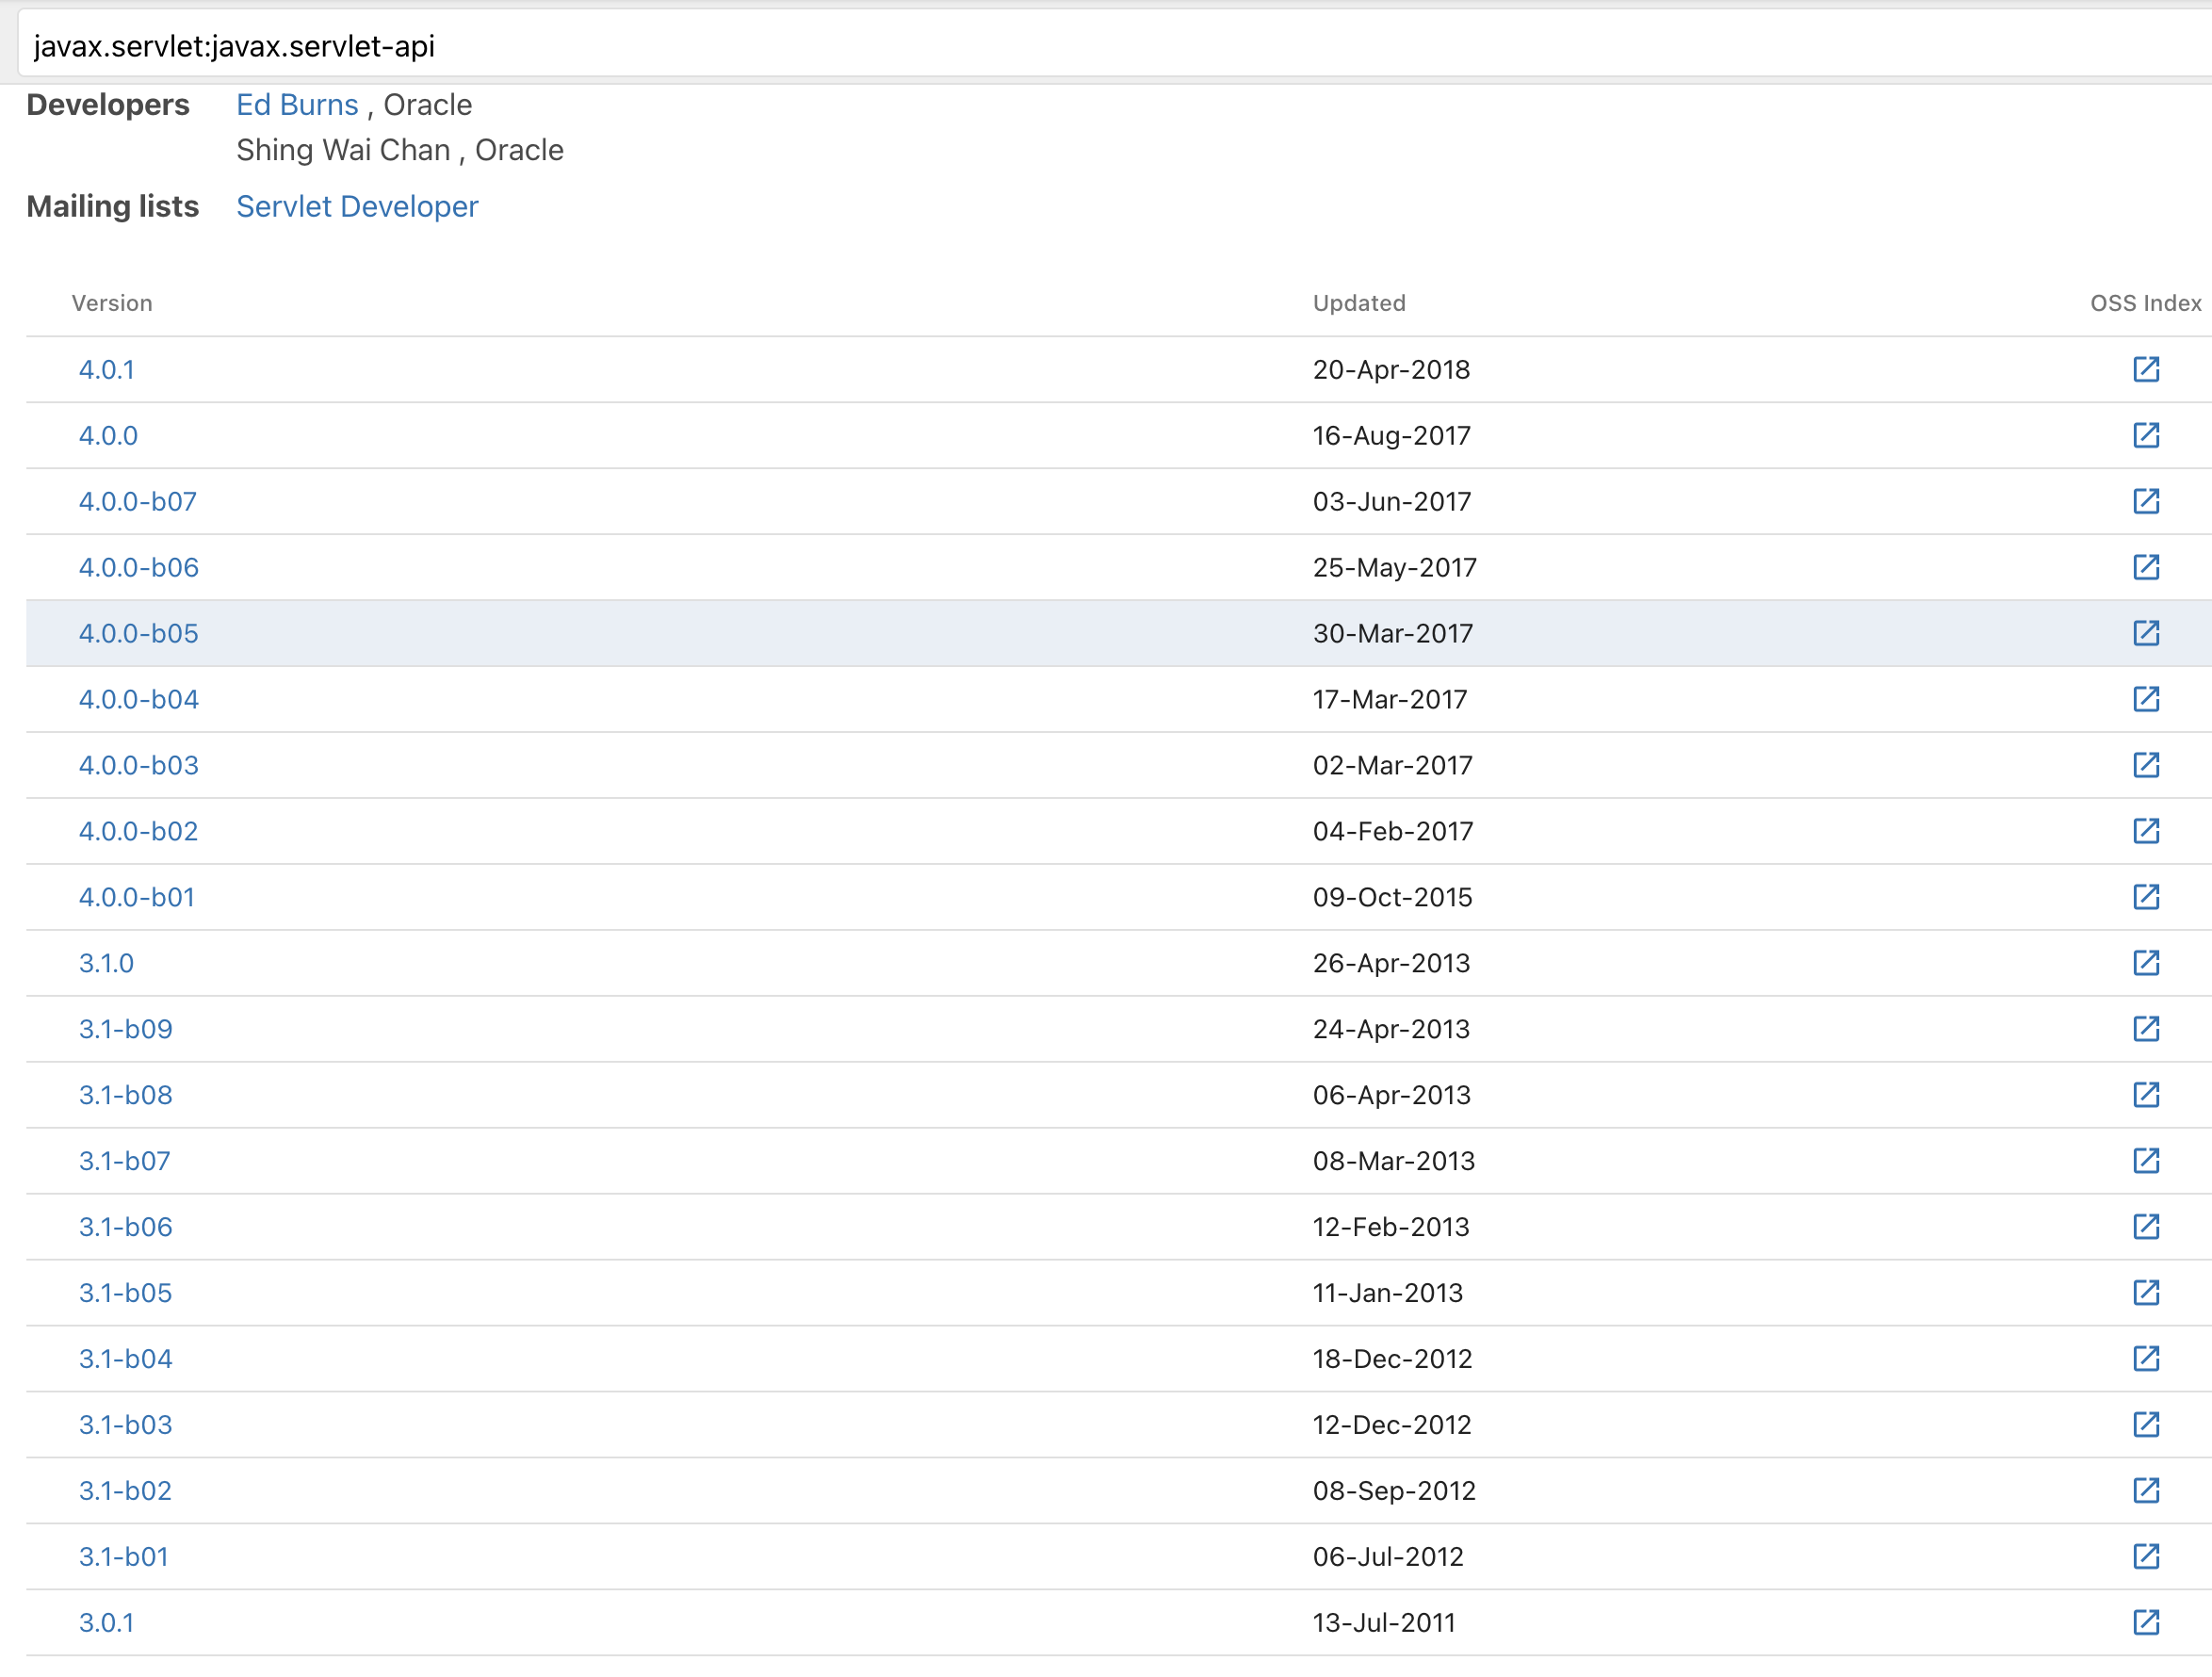 javax.servlet:javax.servlet-api
Developers Ed Burns , Oracle
Shing Wai Chan , Oracle
Mailing lists Servlet Developer
Version Updated OSS Index
4.0.1 20-Apr-2018
4.0.0 16-Aug-2017
4.0.0-b07 03-Jun-2017
4.0.0-b06 25-May-2017
4.0.0-b05 30-Mar-2017
4.0.0-b04 17-Mar-2017
4.0.0-b03 02-Mar-2017
4.0.0-b02 04-Feb-2017
4.0.0-b01 09-Oct-2015
3.1.0 26-Apr-2013
3.1-b09 24-Apr-2013
3.1-b08 06-Apr-2013
3.1-b07 08-Mar-2013
3.1-b06 12-Feb-2013
3.1-b05 11-Jan-2013
3.1-b04 18-Dec-2012
3.1-b03 12-Dec-2012
3.1-b02 08-Sep-2012
3.1-b01 06-Jul-2012
3.0.1 13-Jul-2011